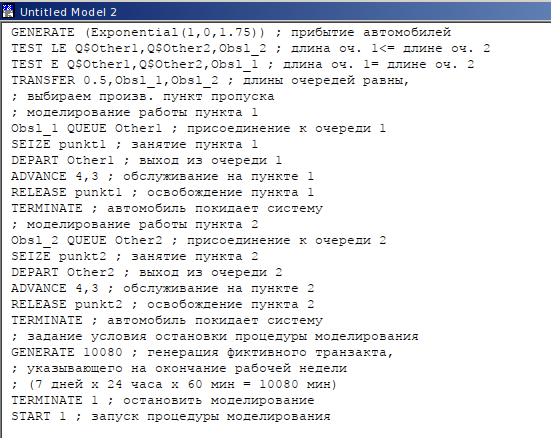 Untitled Model 2
GENERATE (Exponential(1,0,1.75)) ; прибытие автомобилей
TEST LE Q$Other1,Q$Other2,Obsl_2 ; длина оч. 1<= длине оч. 2
TEST E Q$Other1,Q$Other2,Obsl_1 ; длина оч. 1= длине оч. 2
TRANSFER 0.5,Obsl_1,Obsl_2 ; длины очередей равны,
; выбираем произв. пункт пропуска
; моделирование работы пункта 1
Obsl_1 QUEUE Other1 ; присоединение к очереди 1
SEIZE punkt1 ; занятие пункта 1
DEPART Other1 ; выход из очереди 1
ADVANCE 4,3 ; обслуживание на пункте 1
RELEASE punkt1 ; освобождение пункта 1
TERMINATE ; автомобиль покидает систему
; моделирование работы пункта 2
Obsl_2 QUEUE Other2 ; присоединение к очереди 2
SEIZE punkt2 ; занятие пункта 2
DEPART Other2 ; выход из очереди 2
ADVANCE 4,3 ; обслуживание на пункте 2
RELEASE punkt2 ; освобождение пункта 2
TERMINATE ; автомобиль покидает систему
; задание условия остановки процедуры моделирования
GENERATE 10080 ; генерация фиктивного транзакта,
; указывающего на окончание рабочей недели
; (7 дней x 24 часа x 60 мин = 10080 мин)
TERMINATE 1 ; остановить моделирование
START 1 ; запуск процедуры моделирования